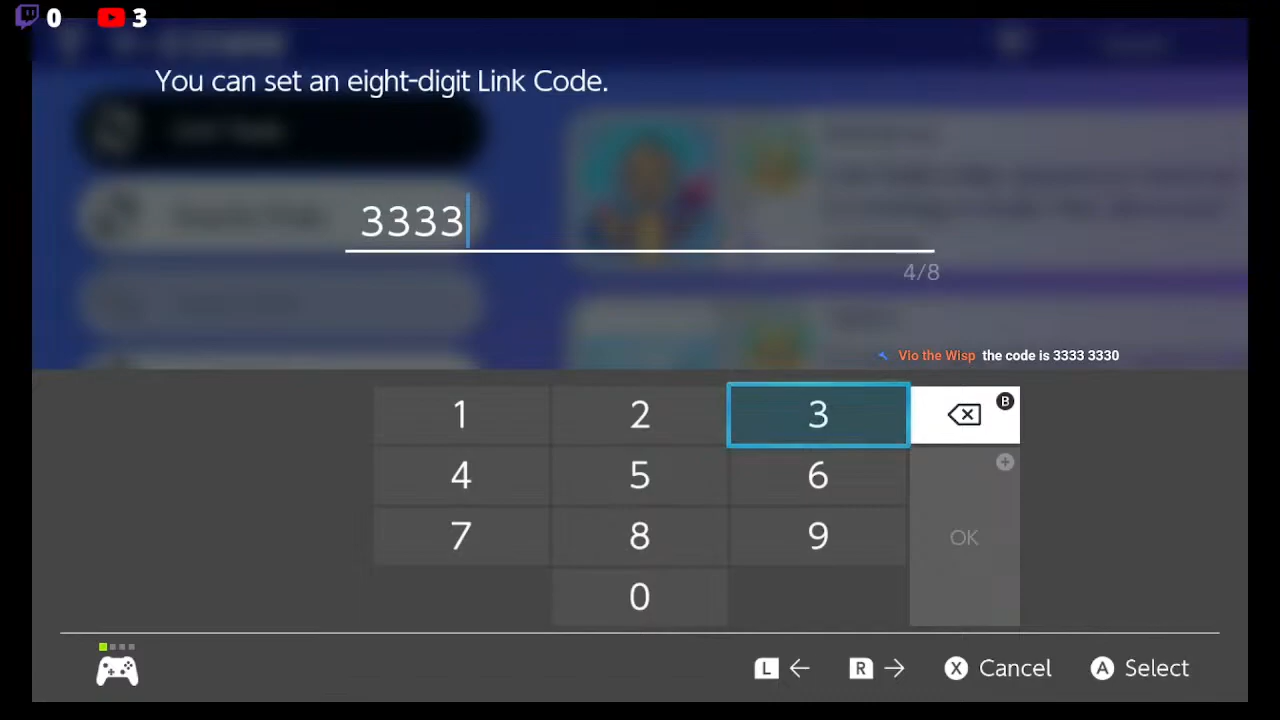 0 3
You can set an eight-digit Link Code.
3333
4/8
Vio the Wisp the code is 3333 3330
1 2 3 B
4 5 6
7 8 9 OK
0
L R X Cancel A Select